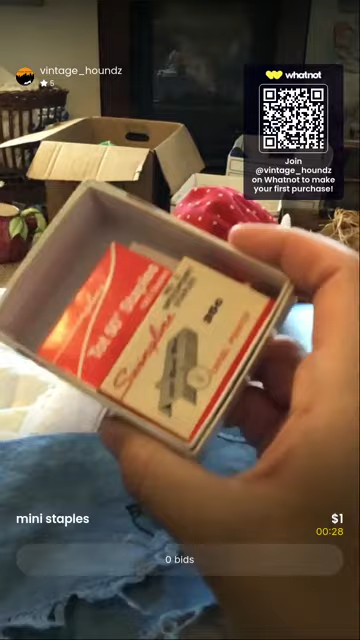 vintage_houndz
★5
whatnot
Join
@vintage_houndz
on Whatnot to make
your first purchase!
"Tot 50" Staples
Swingline
35¢
mini staples
$1
00:28
0 bids